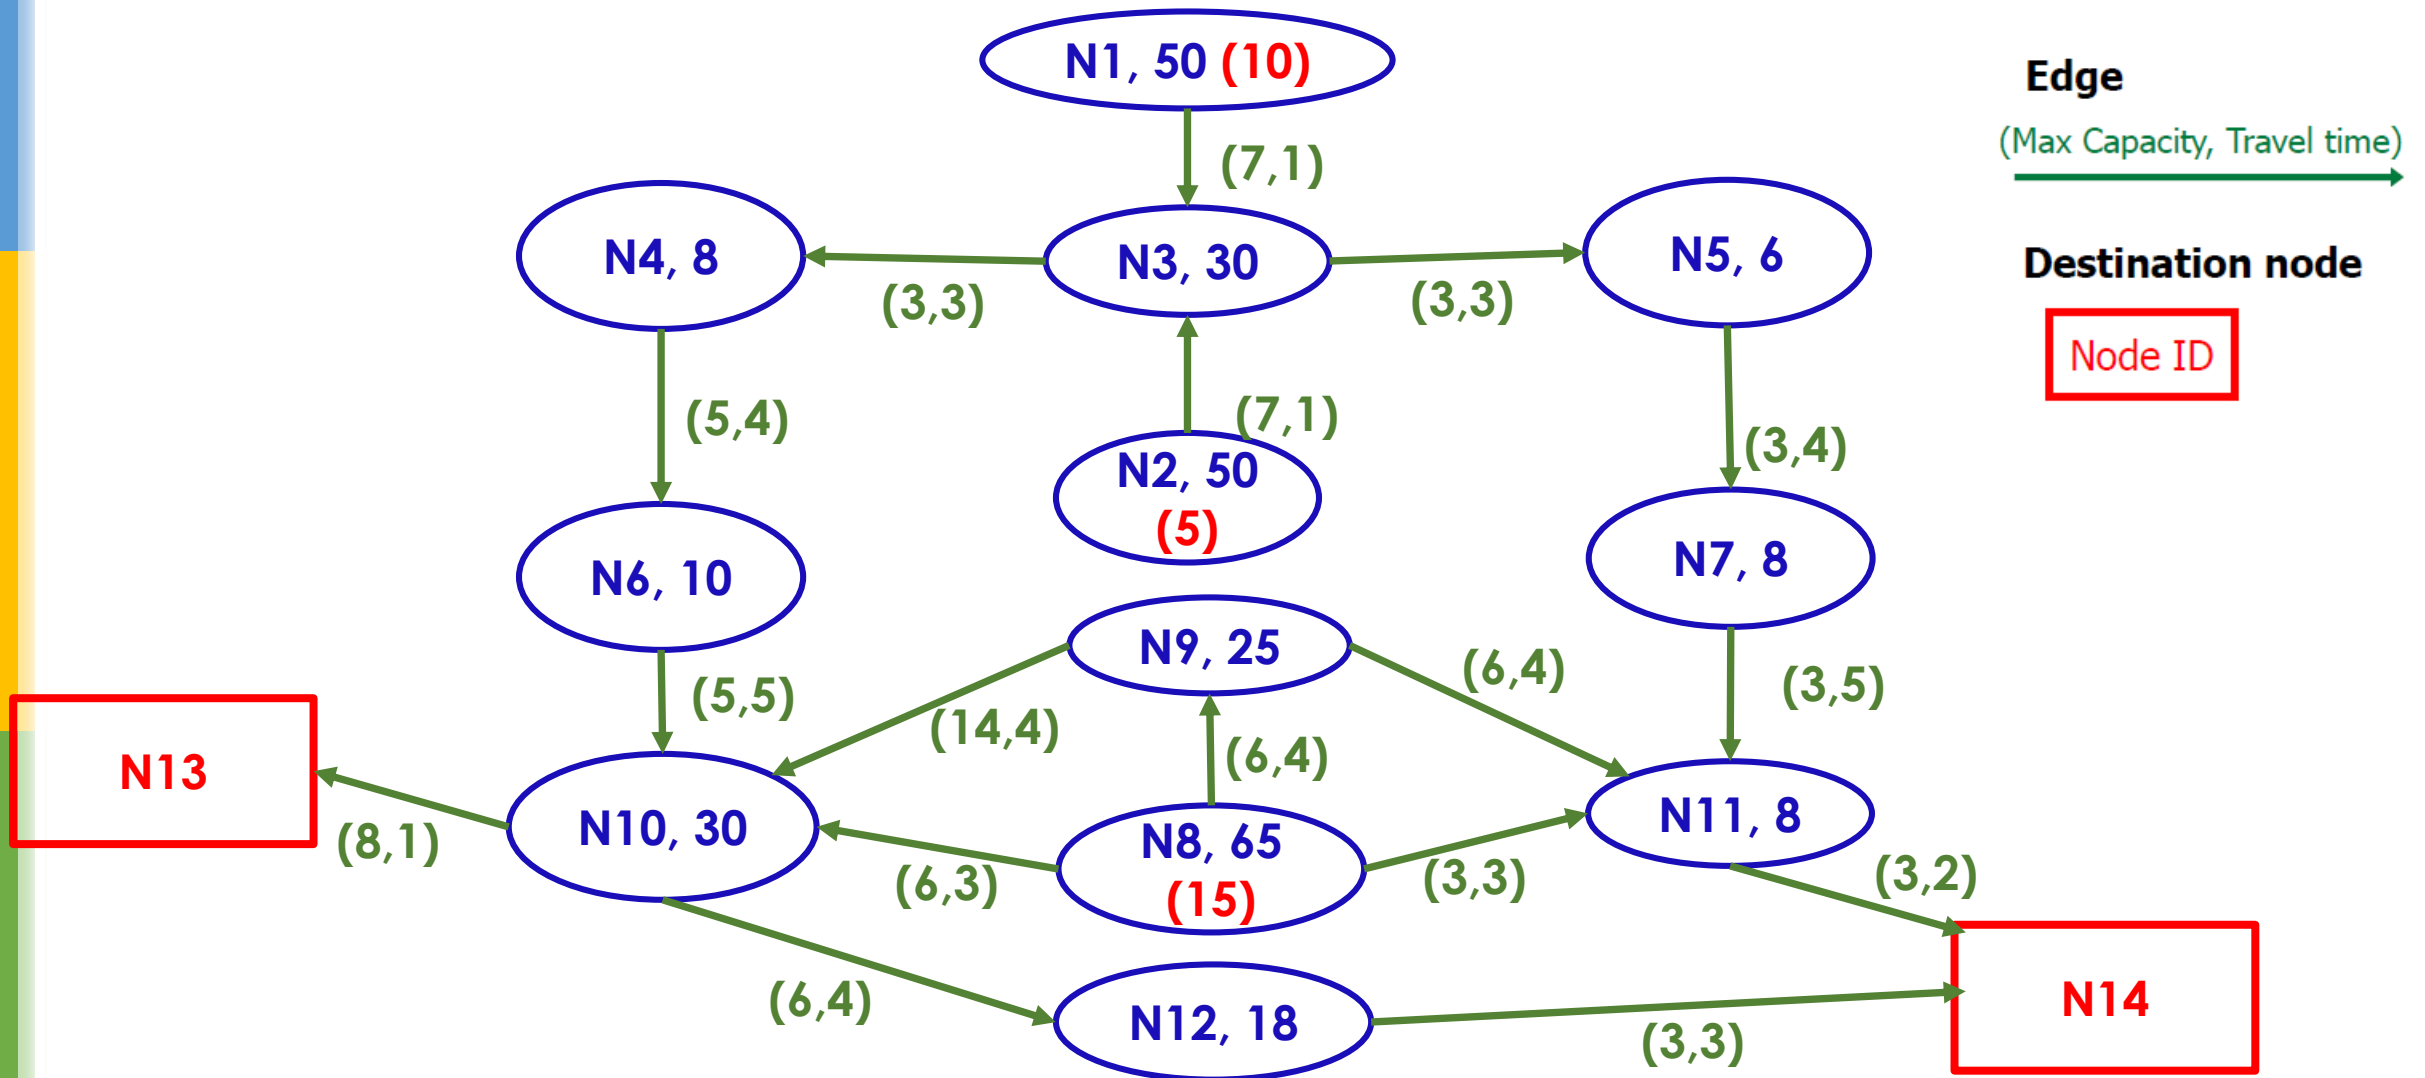 N1, 50 (10)
Edge
(Max Capacity, Travel time)
(7,1)
N4, 8
N3, 30
N5, 6
Destination node
(3,3)
(3,3)
Node ID
(5,4)
(7,1)
(3,4)
N2, 50
(5)
N6, 10
N7, 8
N9, 25
(6,4)
(5,5)
(3,5)
(14,4)
(6,4)
N13
N10, 30
N8, 65
(15)
N11, 8
(8,1)
(6,3)
(3,3)
(3,2)
(6,4)
N12, 18
N14
(3,3)